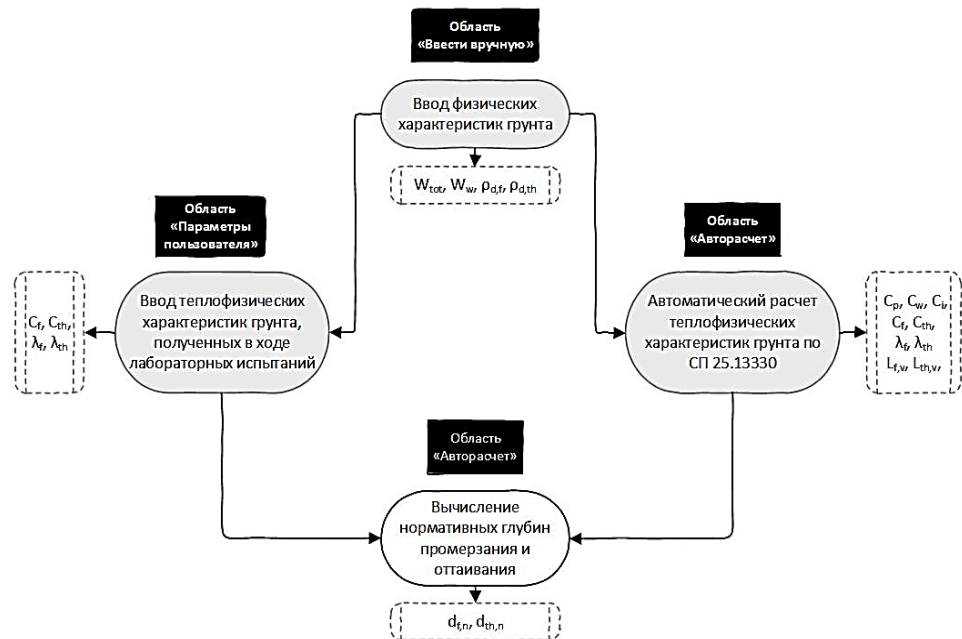 Область
«Ввести вручную»
Ввод физических
характеристик грунта
W_tot, W_w, ρ_d,f, ρ_d,th
Область
«Параметры
пользователя»
Ввод теплофизических
характеристик грунта,
полученных в ходе
лабораторных испытаний
C_f, C_th,
λ_f, λ_th
Область
«Авторасчет»
Автоматический расчет
теплофизических
характеристик грунта по
СП 25.13330
C_p, C_w, C_i,
C_f, C_th,
λ_f, λ_th
L_f,v, L_th,v,
Область
«Авторасчет»
Вычисление
нормативных глубин
промерзания и
оттаивания
d_f,n, d_th,n